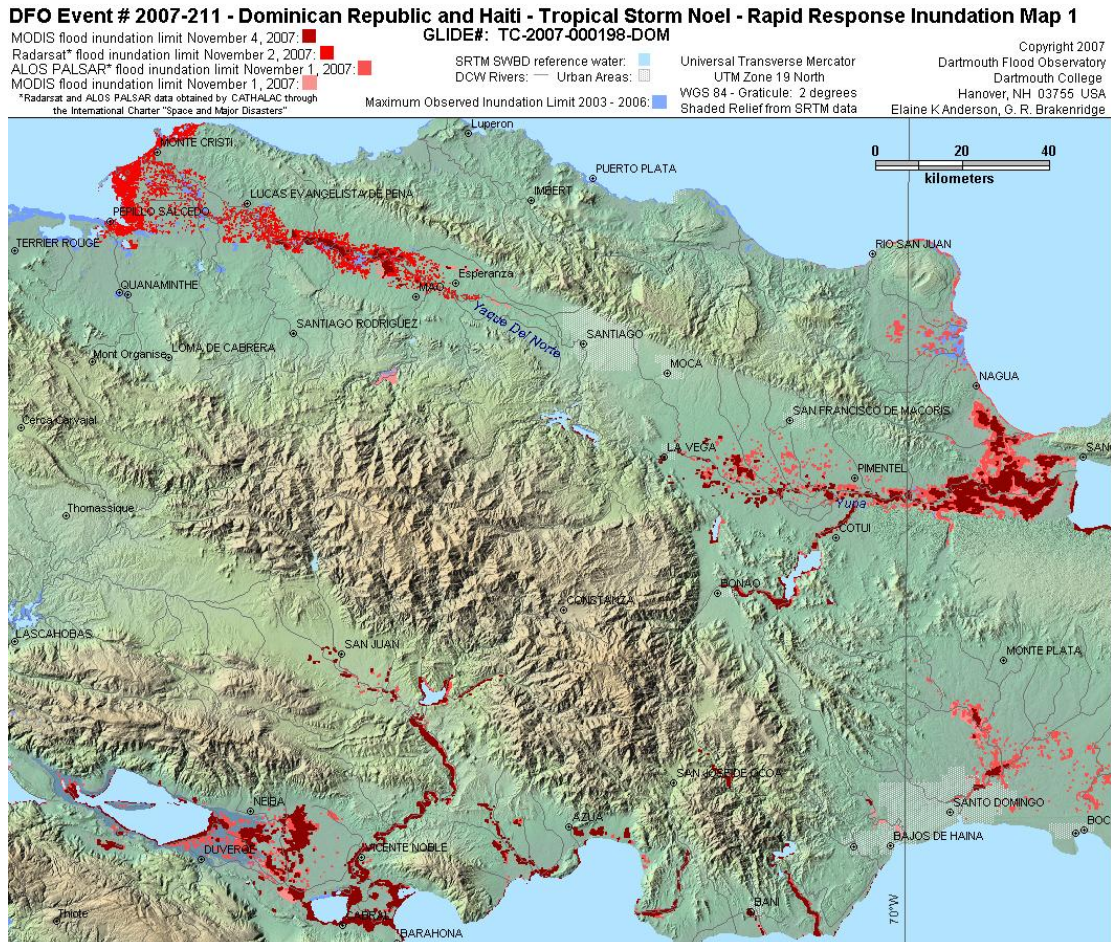 DFO Event # 2007-211 - Dominican Republic and Haiti - Tropical Storm Noel - Rapid Response Inundation Map 1
GLIDE#: TC-2007-000198-DOM
MODIS flood inundation limit November 4, 2007:
Radarsat* flood inundation limit November 2, 2007:
ALOS PALSAR* flood inundation limit November 1, 2007:
MODIS flood inundation limit November 1, 2007:
*Radarsat and ALOS PALSAR data obtained by CATHALAC through
the International Charter "Space and Major Disasters"
SRTM SWBD reference water:
DCW Rivers: — Urban Areas:
Maximum Observed Inundation Limit 2003 - 2006:
Universal Transverse Mercator
UTM Zone 19 North
WGS 84 - Graticule: 2 degrees
Shaded Relief from SRTM data
Copyright 2007
Dartmouth Flood Observatory
Dartmouth College
Hanover, NH 03755 USA
Elaine K Anderson, G. R. Brakenridge
Luperon
MONTE CRISTI
0 20 40
kilometers
PUERTO PLATA
IMBERT
LUCAS EVANGELISTA DE PENA
PEPILLO SALCEDO
TERRIER ROUGE
RIO SAN JUAN
Esperanza
QUANAMINTHE
MAO
Yaque Del Norte
SANTIAGO RODRIGUEZ
SANTIAGO
Mont Organise
LOMA DE CABRERA
MOCA
NAGUA
SAN FRANCISCO DE MACORIS
Cerca Carvajal
LA VEGA
SANC
PIMENTEL
Thomassique
Yuna
COTUI
BONAO
CONSTANZA
LASCAHOBAS
SAN JUAN
MONTE PLATA
SAN JOSE DE OCOA
NEIBA
SANTO DOMINGO
AZUA
BOC
BAJOS DE HAINA
DUVERGE
VICENTE NOBLE
70°W
BANI
Thiote
CABRAL
BARAHONA